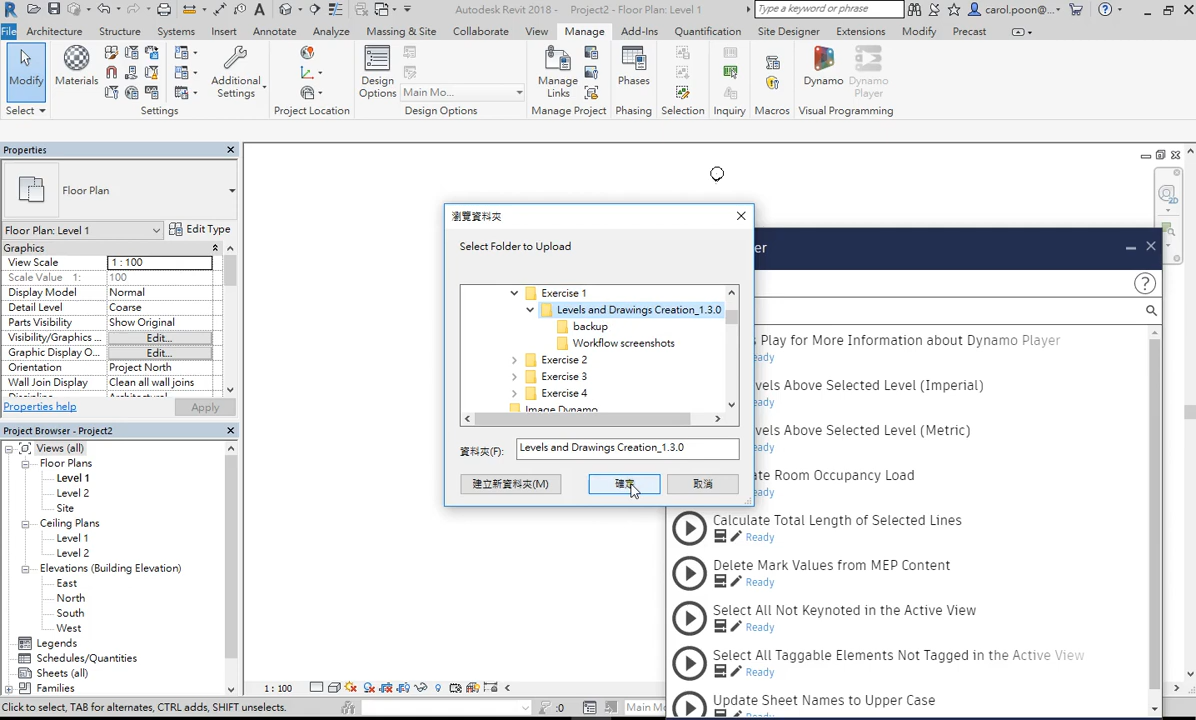 Autodesk Revit 2018 - Project2 - Floor Plan: Level 1
Type a keyword or phrase
carol.poon@...
File Architecture Structure Systems Insert Annotate Analyze Massing & Site Collaborate View Manage Add-Ins Quantification Site Designer Extensions Modify Precast
Modify
Materials
Additional Settings
Design Options
Main Mo...
Manage Links
Phases
Dynamo
Dynamo Player
Select
Settings
Project Location
Design Options
Manage Project
Phasing
Selection
Inquiry
Macros
Visual Programming
Properties
Floor Plan
Floor Plan: Level 1
Edit Type
Graphics
View Scale 1 : 100
Scale Value 1: 100
Display Model Normal
Detail Level Coarse
Parts Visibility Show Original
Visibility/Graphics ... Edit...
Graphic Display O... Edit...
Orientation Project North
Wall Join Display Clean all wall joins
Properties help
Apply
Project Browser - Project2
Views (all)
Floor Plans
Level 1
Level 2
Site
Ceiling Plans
Level 1
Level 2
Elevations (Building Elevation)
East
North
South
West
Legends
Schedules/Quantities
Sheets (all)
Families
瀏覽資料夾
Select Folder to Upload
Exercise 1
Levels and Drawings Creation_1.3.0
backup
Workflow screenshots
Exercise 2
Exercise 3
Exercise 4
Image Dynamo
資料夾(F):
Levels and Drawings Creation_1.3.0
建立新資料夾(M)
確定
取消
er
s Play for More Information about Dynamo Player
eady
vels Above Selected Level (Imperial)
eady
vels Above Selected Level (Metric)
eady
ate Room Occupancy Load
eady
Calculate Total Length of Selected Lines
Ready
Delete Mark Values from MEP Content
Ready
Select All Not Keynoted in the Active View
Ready
Select All Taggable Elements Not Tagged in the Active View
Ready
Update Sheet Names to Upper Case
Ready
1 : 100
Click to select, TAB for alternates, CTRL adds, SHIFT unselects.
:0
Main Mo